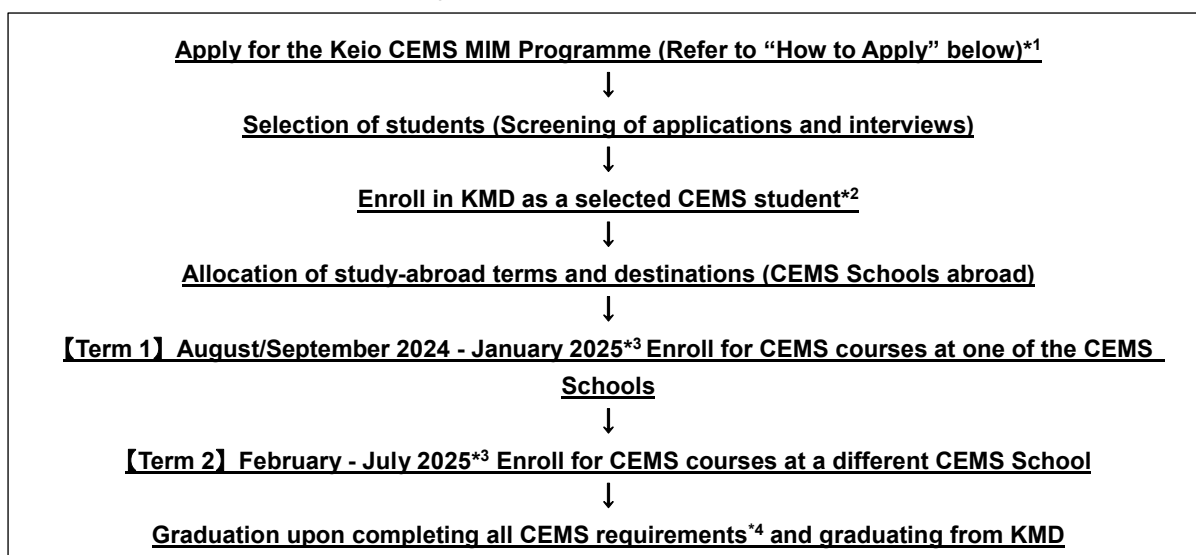 Apply for the Keio CEMS MIM Programme (Refer to “How to Apply” below)*1
↓
Selection of students (Screening of applications and interviews)
↓
Enroll in KMD as a selected CEMS student*2
↓
Allocation of study-abroad terms and destinations (CEMS Schools abroad)
↓
【Term 1】August/September 2024 - January 2025*3 Enroll for CEMS courses at one of the CEMS
Schools
↓
【Term 2】February - July 2025*3 Enroll for CEMS courses at a different CEMS School
↓
Graduation upon completing all CEMS requirements*4 and graduating from KMD